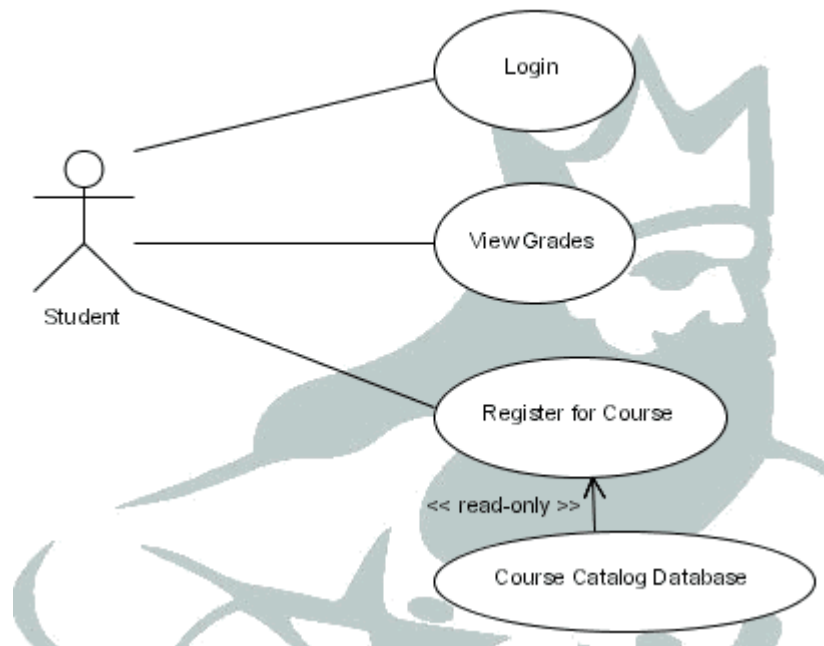 Login
View Grades
Student
Register for Course
<< read-only >>
Course Catalog Database